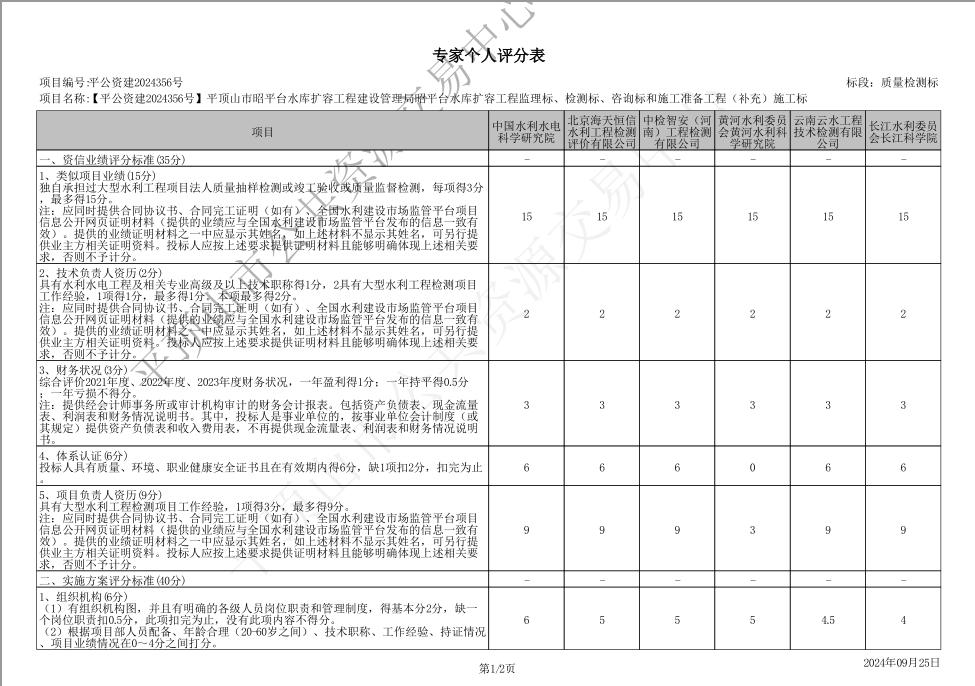 平顶山市公共资源交易中心
平顶山市公共资源交易中
专家个人评分表
项目编号:平公资建2024356号
标段：质量检测标
项目名称:【平公资建2024356号】平顶山市昭平台水库扩容工程建设管理局昭平台水库扩容工程监理标、检测标、咨询标和施工准备工程（补充）施工标
项目
中国水利水电
科学研究院
北京海天恒信
水利工程检测
评价有限公司
中检智安（河
南）工程检测
有限公司
黄河水利委员
会黄河水利科
学研究院
云南云水工程
技术检测有限
公司
长江水利委员
会长江科学院
一、资信业绩评分标准(35分) – – – – – –
1、类似项目业绩(15分)
独自承担过大型水利工程项目法人质量抽样检测或竣工验收或质量监督检测，每项得3分
，最多得15分。
注：应同时提供合同协议书、合同完工证明（如有）、全国水利建设市场监管平台项目
信息公开网页证明材料（提供的业绩应与全国水利建设市场监管平台发布的信息一致有
效）。提供的业绩证明材料之一中应显示其姓名，如上述材料不显示其姓名，可另行提
供业主方相关证明资料。投标人应按上述要求提供证明材料且能够明确体现上述相关要
求，否则不予计分。
15 15 15 15 15 15
2、技术负责人资历(2分)
具有水利水电工程及相关专业高级及以上技术职称得1分，2具有大型水利工程检测项目
工作经验，1项得1分，最多得1分。本项最多得2分。
注：应同时提供合同协议书、合同完工证明（如有）、全国水利建设市场监管平台项目
信息公开网页证明材料（提供的业绩应与全国水利建设市场监管平台发布的信息一致有
效）。提供的业绩证明材料之一中应显示其姓名，如上述材料不显示其姓名，可另行提
供业主方相关证明资料。投标人应按上述要求提供证明材料且能够明确体现上述相关要
求，否则不予计分。
2 2 2 2 2 2
3、财务状况(3分)
综合评价2021年度、2022年度、2023年度财务状况，一年盈利得1分；一年持平得0.5分
；一年亏损不得分。
注：提供经会计师事务所或审计机构审计的财务会计报表。包括资产负债表、现金流量
表、利润表和财务情况说明书。其中，投标人是事业单位的，按事业单位会计制度（或
其规定）提供资产负债表和收入费用表，不再提供现金流量表、利润表和财务情况说明
书。
3 3 3 3 3 3
4、体系认证(6分)
投标人具有质量、环境、职业健康安全证书且在有效期内得6分，缺1项扣2分，扣完为止
。
6 6 6 0 6 6
5、项目负责人资历(9分)
具有大型水利工程检测项目工作经验，1项得3分，最多得9分。
注：应同时提供合同协议书、合同完工证明（如有）、全国水利建设市场监管平台项目
信息公开网页证明材料（提供的业绩应与全国水利建设市场监管平台发布的信息一致有
效）。提供的业绩证明材料之一中应显示其姓名，如上述材料不显示其姓名，可另行提
供业主方相关证明资料。投标人应按上述要求提供证明材料且能够明确体现上述相关要
求，否则不予计分。
9 9 9 3 9 9
二、实施方案评分标准(40分) – – – – – –
1、组织机构(6分)
（1）有组织机构图，并且有明确的各级人员岗位职责和管理制度，得基本分2分，缺一
个岗位职责扣0.5分，此项扣完为止，没有此项内容不得分。
（2）根据项目部人员配备、年龄合理（20-60岁之间）、技术职称、工作经验、持证情况
、项目业绩情况在0～4分之间打分。
6 5 5 5 4.5 4
第1/2页
2024年09月25日